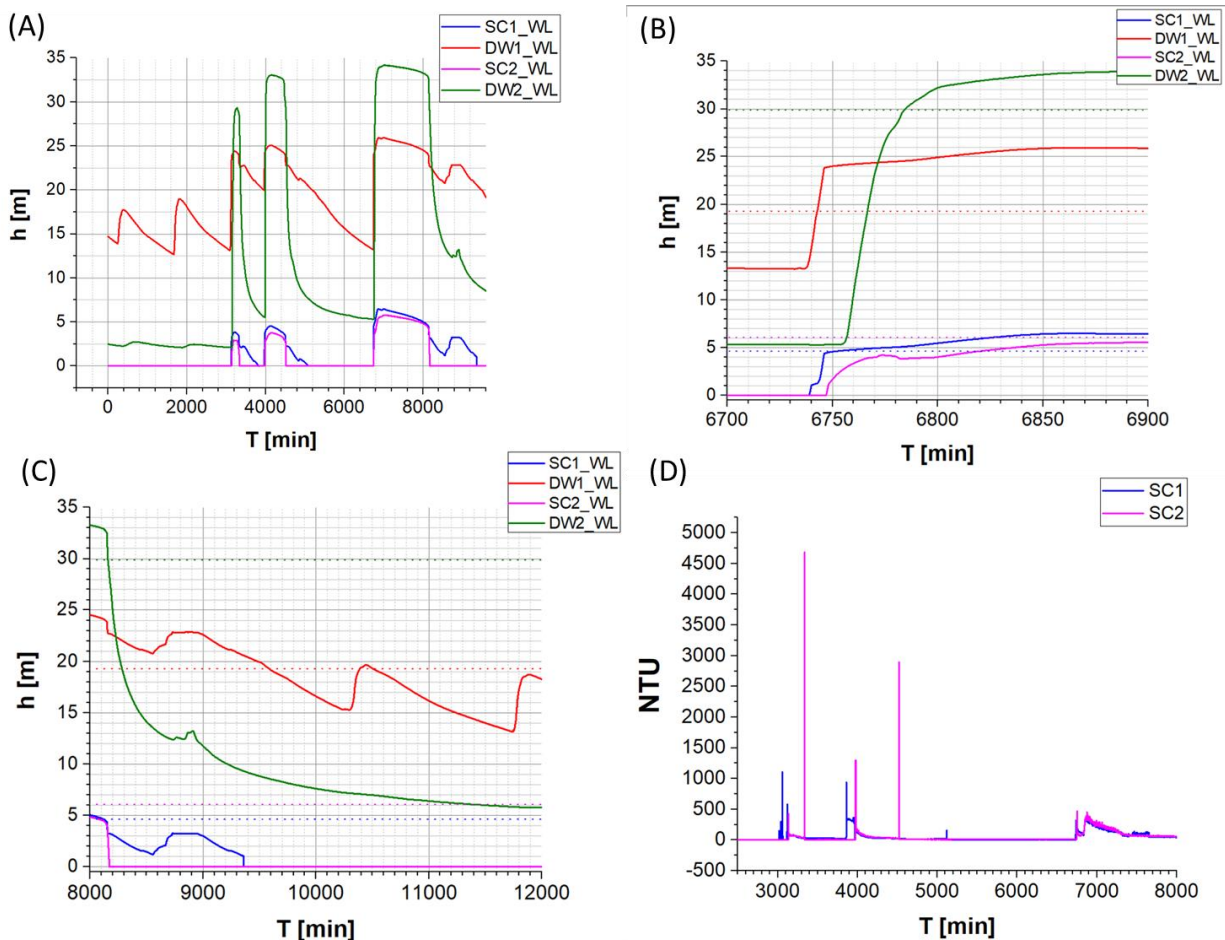 (A)
SC1_WL
DW1_WL
SC2_WL
DW2_WL
35
30
25
20
15
10
5
0
h [m]
0 2000 4000 6000 8000
T [min]
(B)
SC1_WL
DW1_WL
SC2_WL
DW2_WL
35
30
25
20
15
10
5
0
h [m]
6700 6750 6800 6850 6900
T [min]
(C)
SC1_WL
DW1_WL
SC2_WL
DW2_WL
35
30
25
20
15
10
5
0
h [m]
8000 9000 10000 11000 12000
T [min]
(D)
SC1
SC2
5000
4500
4000
3500
3000
2500
2000
1500
1000
500
0
-500
NTU
3000 4000 5000 6000 7000 8000
T [min]